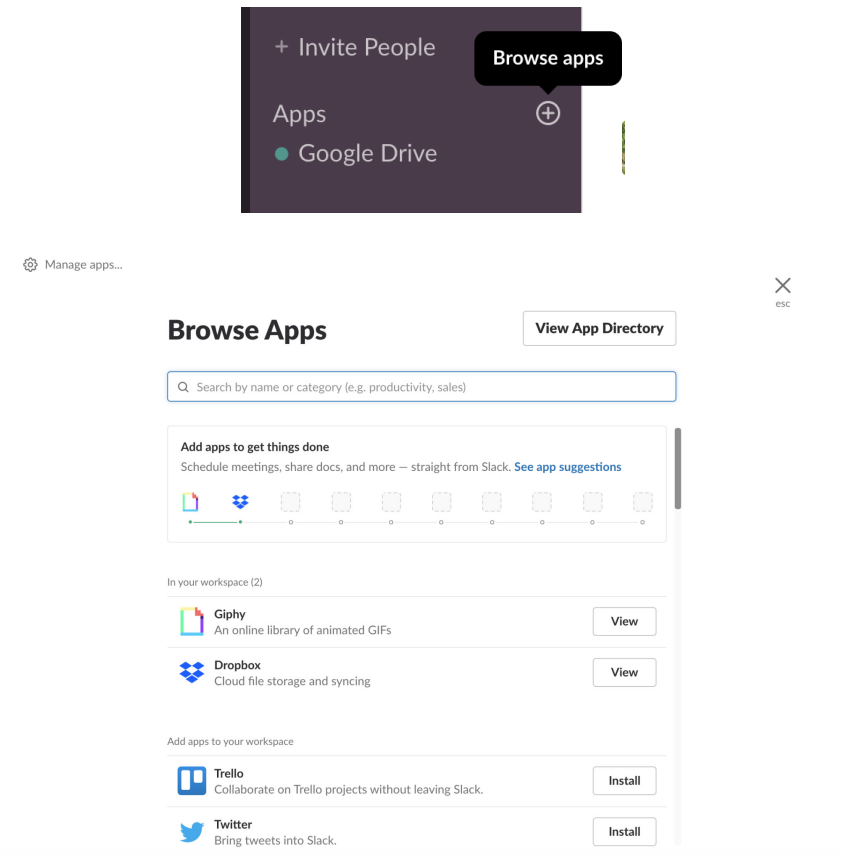 + Invite People
Browse apps
Apps
Google Drive
Manage apps...
esc
Browse Apps
View App Directory
Search by name or category (e.g. productivity, sales)
Add apps to get things done
Schedule meetings, share docs, and more — straight from Slack. See app suggestions
In your workspace (2)
Giphy
An online library of animated GIFs
View
Dropbox
Cloud file storage and syncing
View
Add apps to your workspace
Trello
Collaborate on Trello projects without leaving Slack.
Install
Twitter
Bring tweets into Slack.
Install